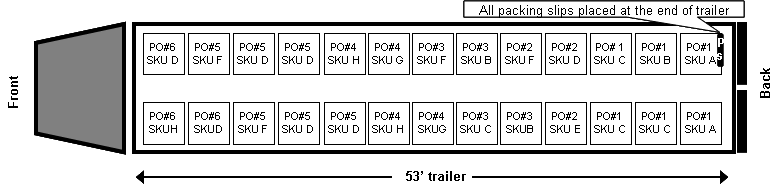 All packing slips placed at the end of trailer
PO#6 PO#5 PO#5 PO#5 PO#4 PO#4 PO#3 PO#3 PO#2 PO#2 PO# 1 PO#1 PO#1 p
SKU D SKU F SKU D SKU D SKU H SKU G SKU F SKU B SKU F SKU D SKU C SKU B SKU A s
Front
Back
PO#6 PO#6 PO#5 PO#5 PO#5 PO#4 PO#4 PO#3 PO#3 PO#2 PO#1 PO#1 PO#1
SKUH SKUD SKU F SKU D SKU D SKU H SKUG SKU C SKUB SKU E SKU C SKU C SKU A
53’ trailer